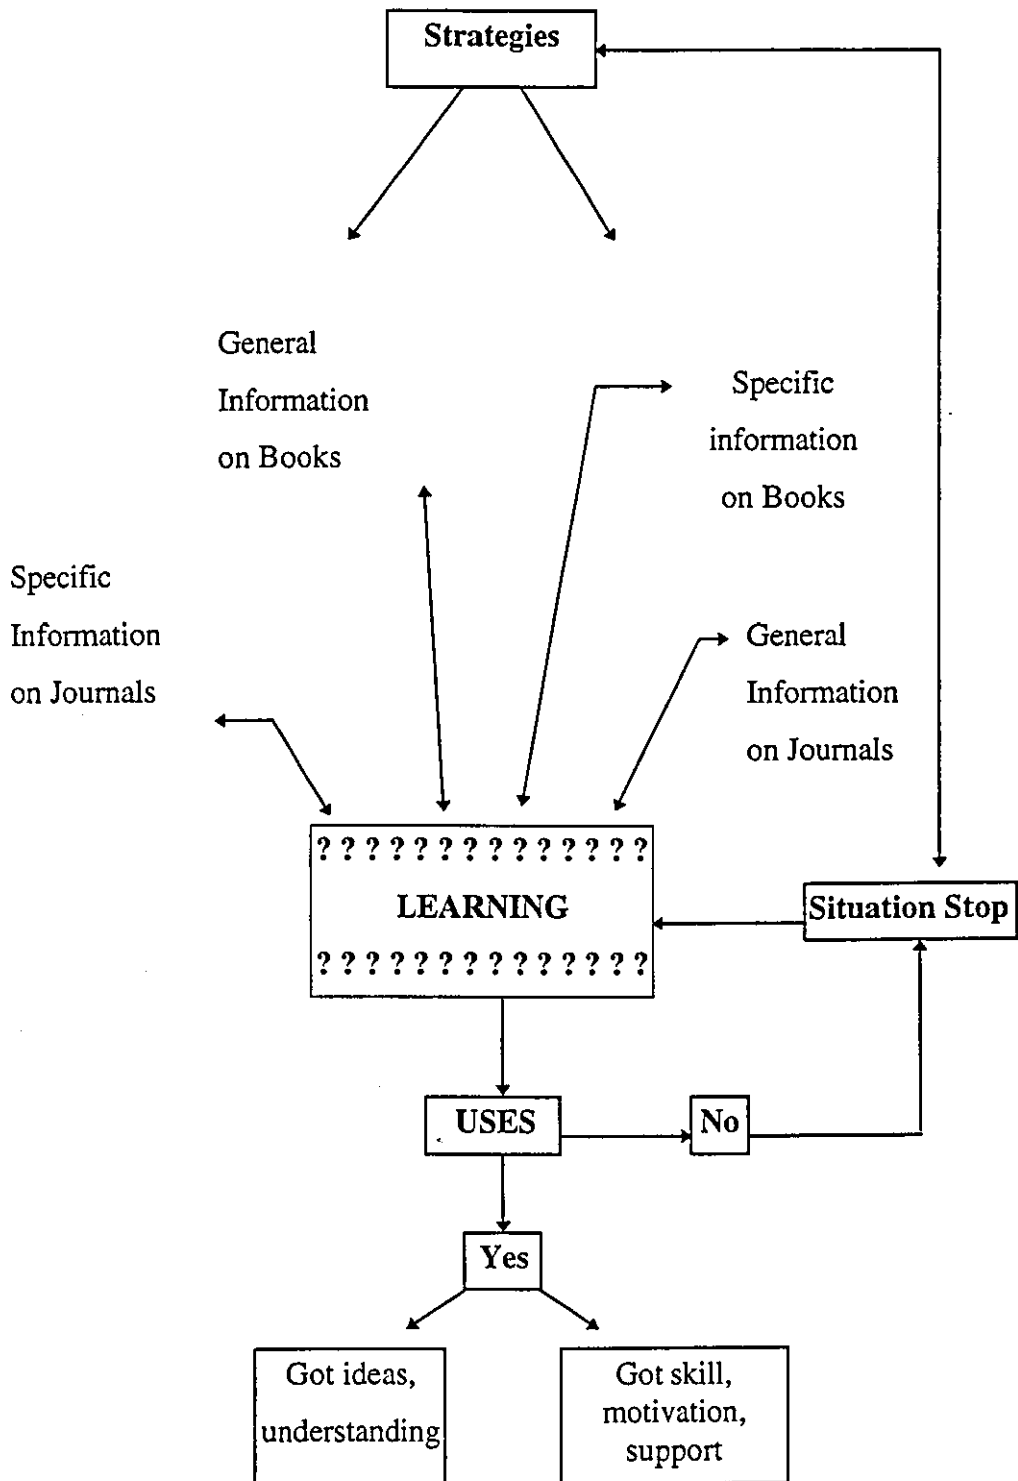 Strategies
General
Information
on Books
Specific
information
on Books
Specific
Information
on Journals
General
Information
on Journals
? ? ? ? ? ? ? ? ? ? ? ? ? ?
LEARNING
? ? ? ? ? ? ? ? ? ? ? ? ? ?
Situation Stop
USES
No
Yes
Got ideas,
understanding
Got skill,
motivation,
support